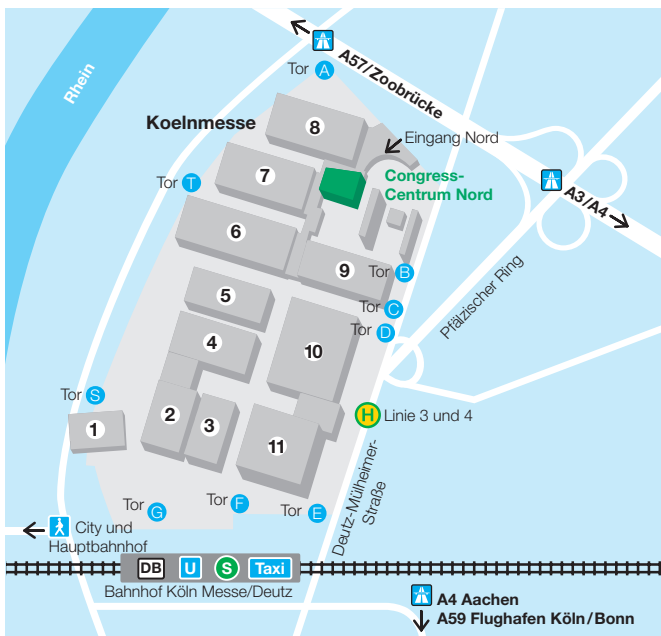 A57/Zoobrücke
Tor A
Rhein
Koelnmesse
8
Eingang Nord
7
Congress-
Centrum Nord
Tor T
A3/A4
6
9
Tor B
5
Tor C
Pfälzischer Ring
Tor D
4
10
Tor S
1
2
3
H Linie 3 und 4
11
Tor G
Tor F
Tor E
Deutz-Mülheimer-
Straße
City und
Hauptbahnhof
DB U S Taxi
Bahnhof Köln Messe/Deutz
A4 Aachen
A59 Flughafen Köln/Bonn